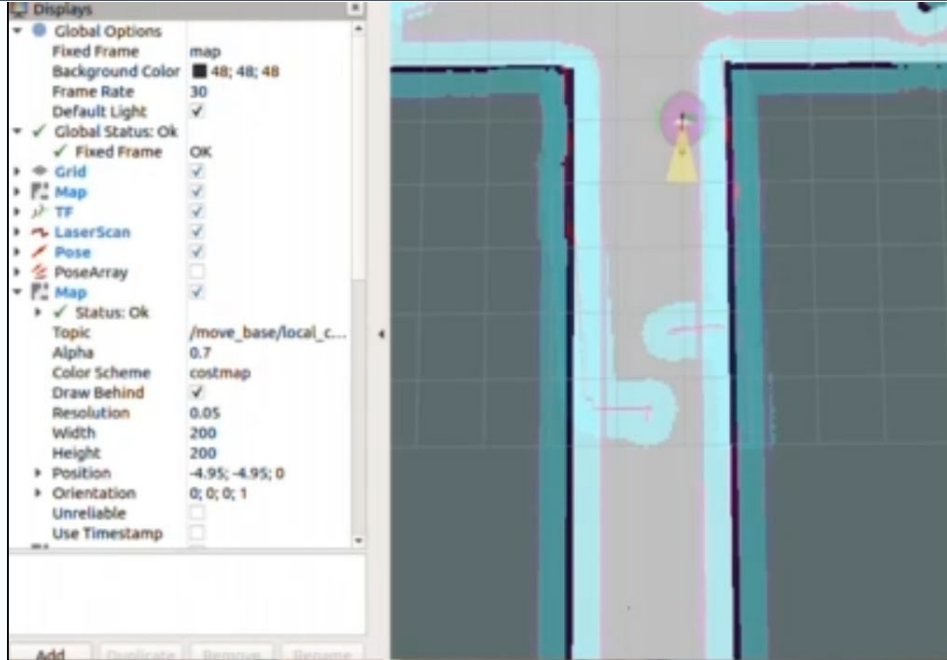 Displays
Global Options
Fixed Frame map
Background Color 48; 48; 48
Frame Rate 30
Default Light ✓
Global Status: Ok
Fixed Frame OK
Grid
Map
TF
LaserScan
Pose
PoseArray
Map
Status: Ok
Topic /move_base/local_c...
Alpha 0.7
Color Scheme costmap
Draw Behind
Resolution 0.05
Width 200
Height 200
Position -4.95; -4.95; 0
Orientation 0; 0; 0; 1
Unreliable
Use Timestamp
Add Duplicate Remove Rename